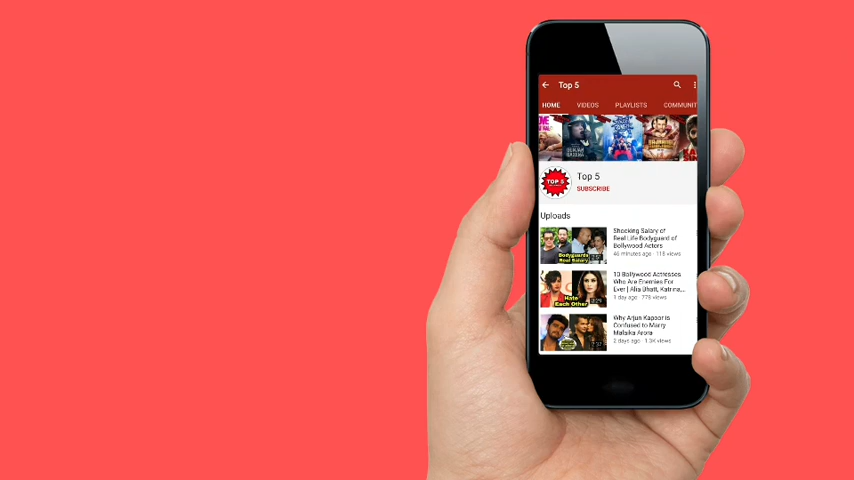 Top 5
HOME VIDEOS PLAYLISTS COMMUNIT
TOP 5
Top 5
SUBSCRIBE
Uploads
Shocking Salary of
Real Life Bodyguard of
Bollywood Actors
46 minutes ago · 118 views
Bodyguards
Real Salary
10 Bollywood Actresses
Who Are Enemies For
Ever | Alia Bhatt, Katrina,...
1 day ago · 778 views
Hate
Each Other
Why Arjun Kapoor is
Confused to Marry
Malaika Arora
2 days ago · 1.3K views